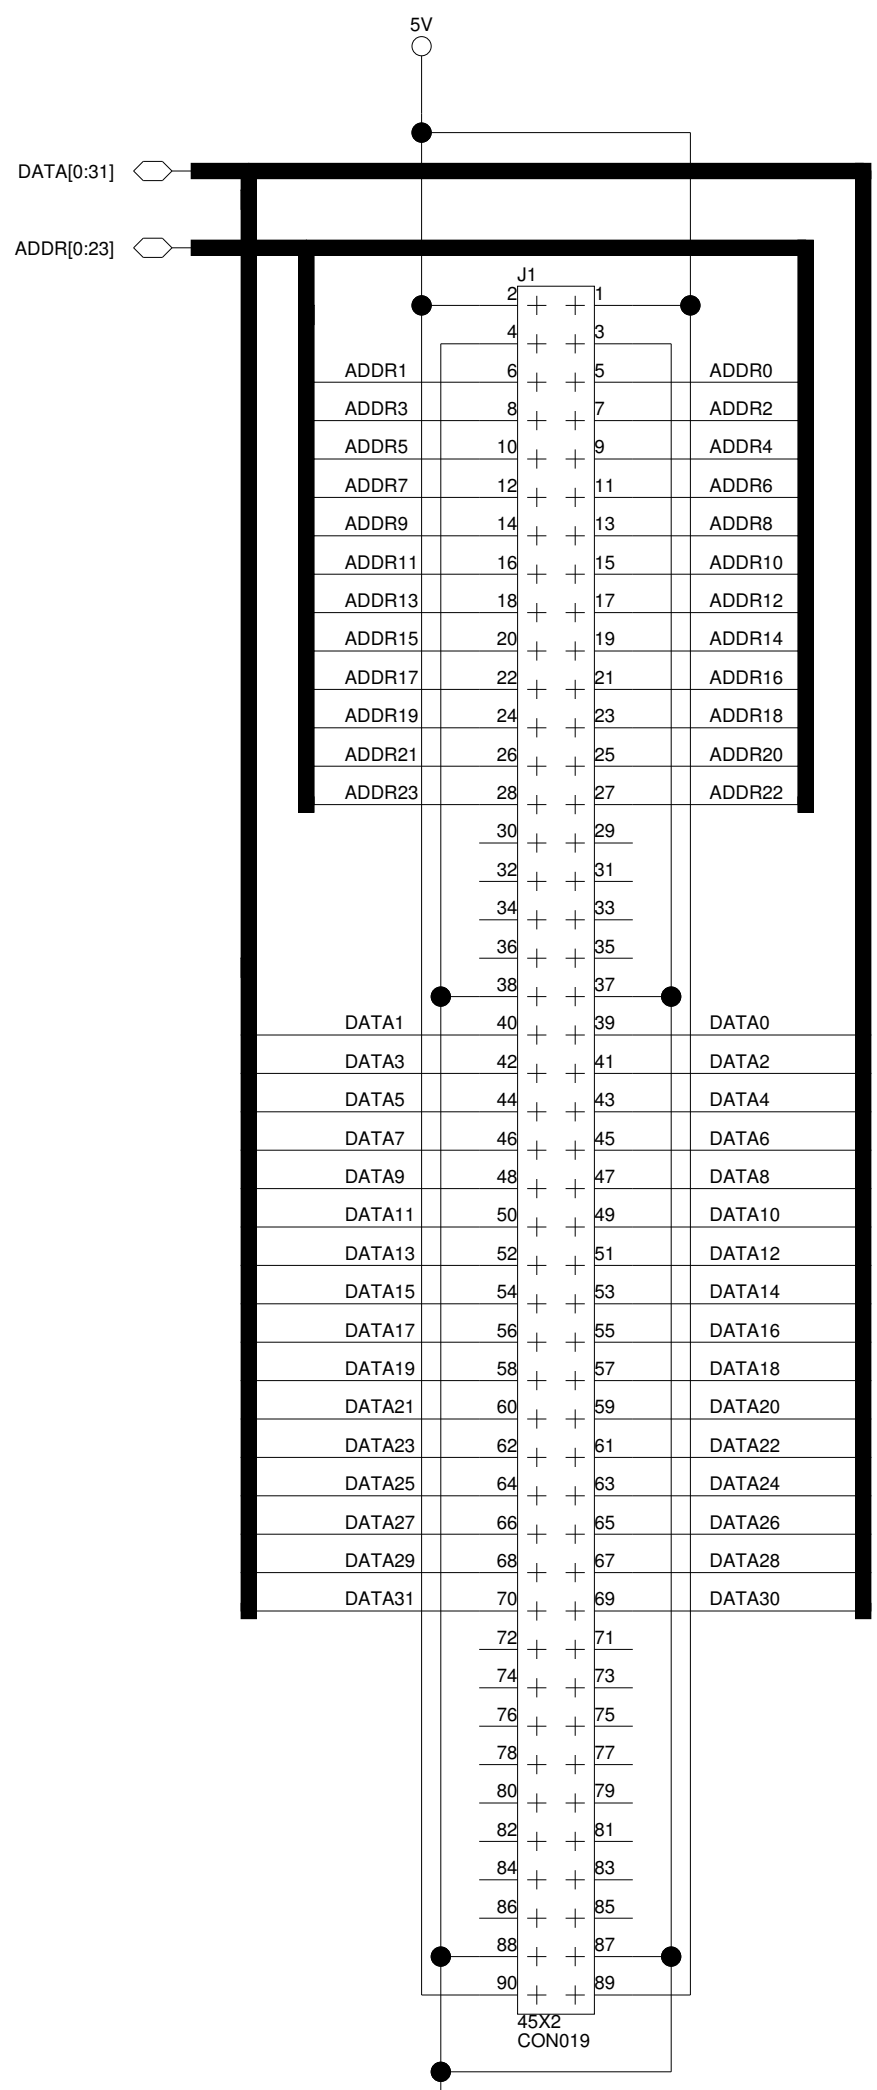 5V
DATA[0:31]
ADDR[0:23]
J1
2 1
4 3
ADDR1 6 5 ADDR0
ADDR3 8 7 ADDR2
ADDR5 10 9 ADDR4
ADDR7 12 11 ADDR6
ADDR9 14 13 ADDR8
ADDR11 16 15 ADDR10
ADDR13 18 17 ADDR12
ADDR15 20 19 ADDR14
ADDR17 22 21 ADDR16
ADDR19 24 23 ADDR18
ADDR21 26 25 ADDR20
ADDR23 28 27 ADDR22
30 29
32 31
34 33
36 35
38 37
DATA1 40 39 DATA0
DATA3 42 41 DATA2
DATA5 44 43 DATA4
DATA7 46 45 DATA6
DATA9 48 47 DATA8
DATA11 50 49 DATA10
DATA13 52 51 DATA12
DATA15 54 53 DATA14
DATA17 56 55 DATA16
DATA19 58 57 DATA18
DATA21 60 59 DATA20
DATA23 62 61 DATA22
DATA25 64 63 DATA24
DATA27 66 65 DATA26
DATA29 68 67 DATA28
DATA31 70 69 DATA30
72 71
74 73
76 75
78 77
80 79
82 81
84 83
86 85
88 87
90 89
45X2
CON019